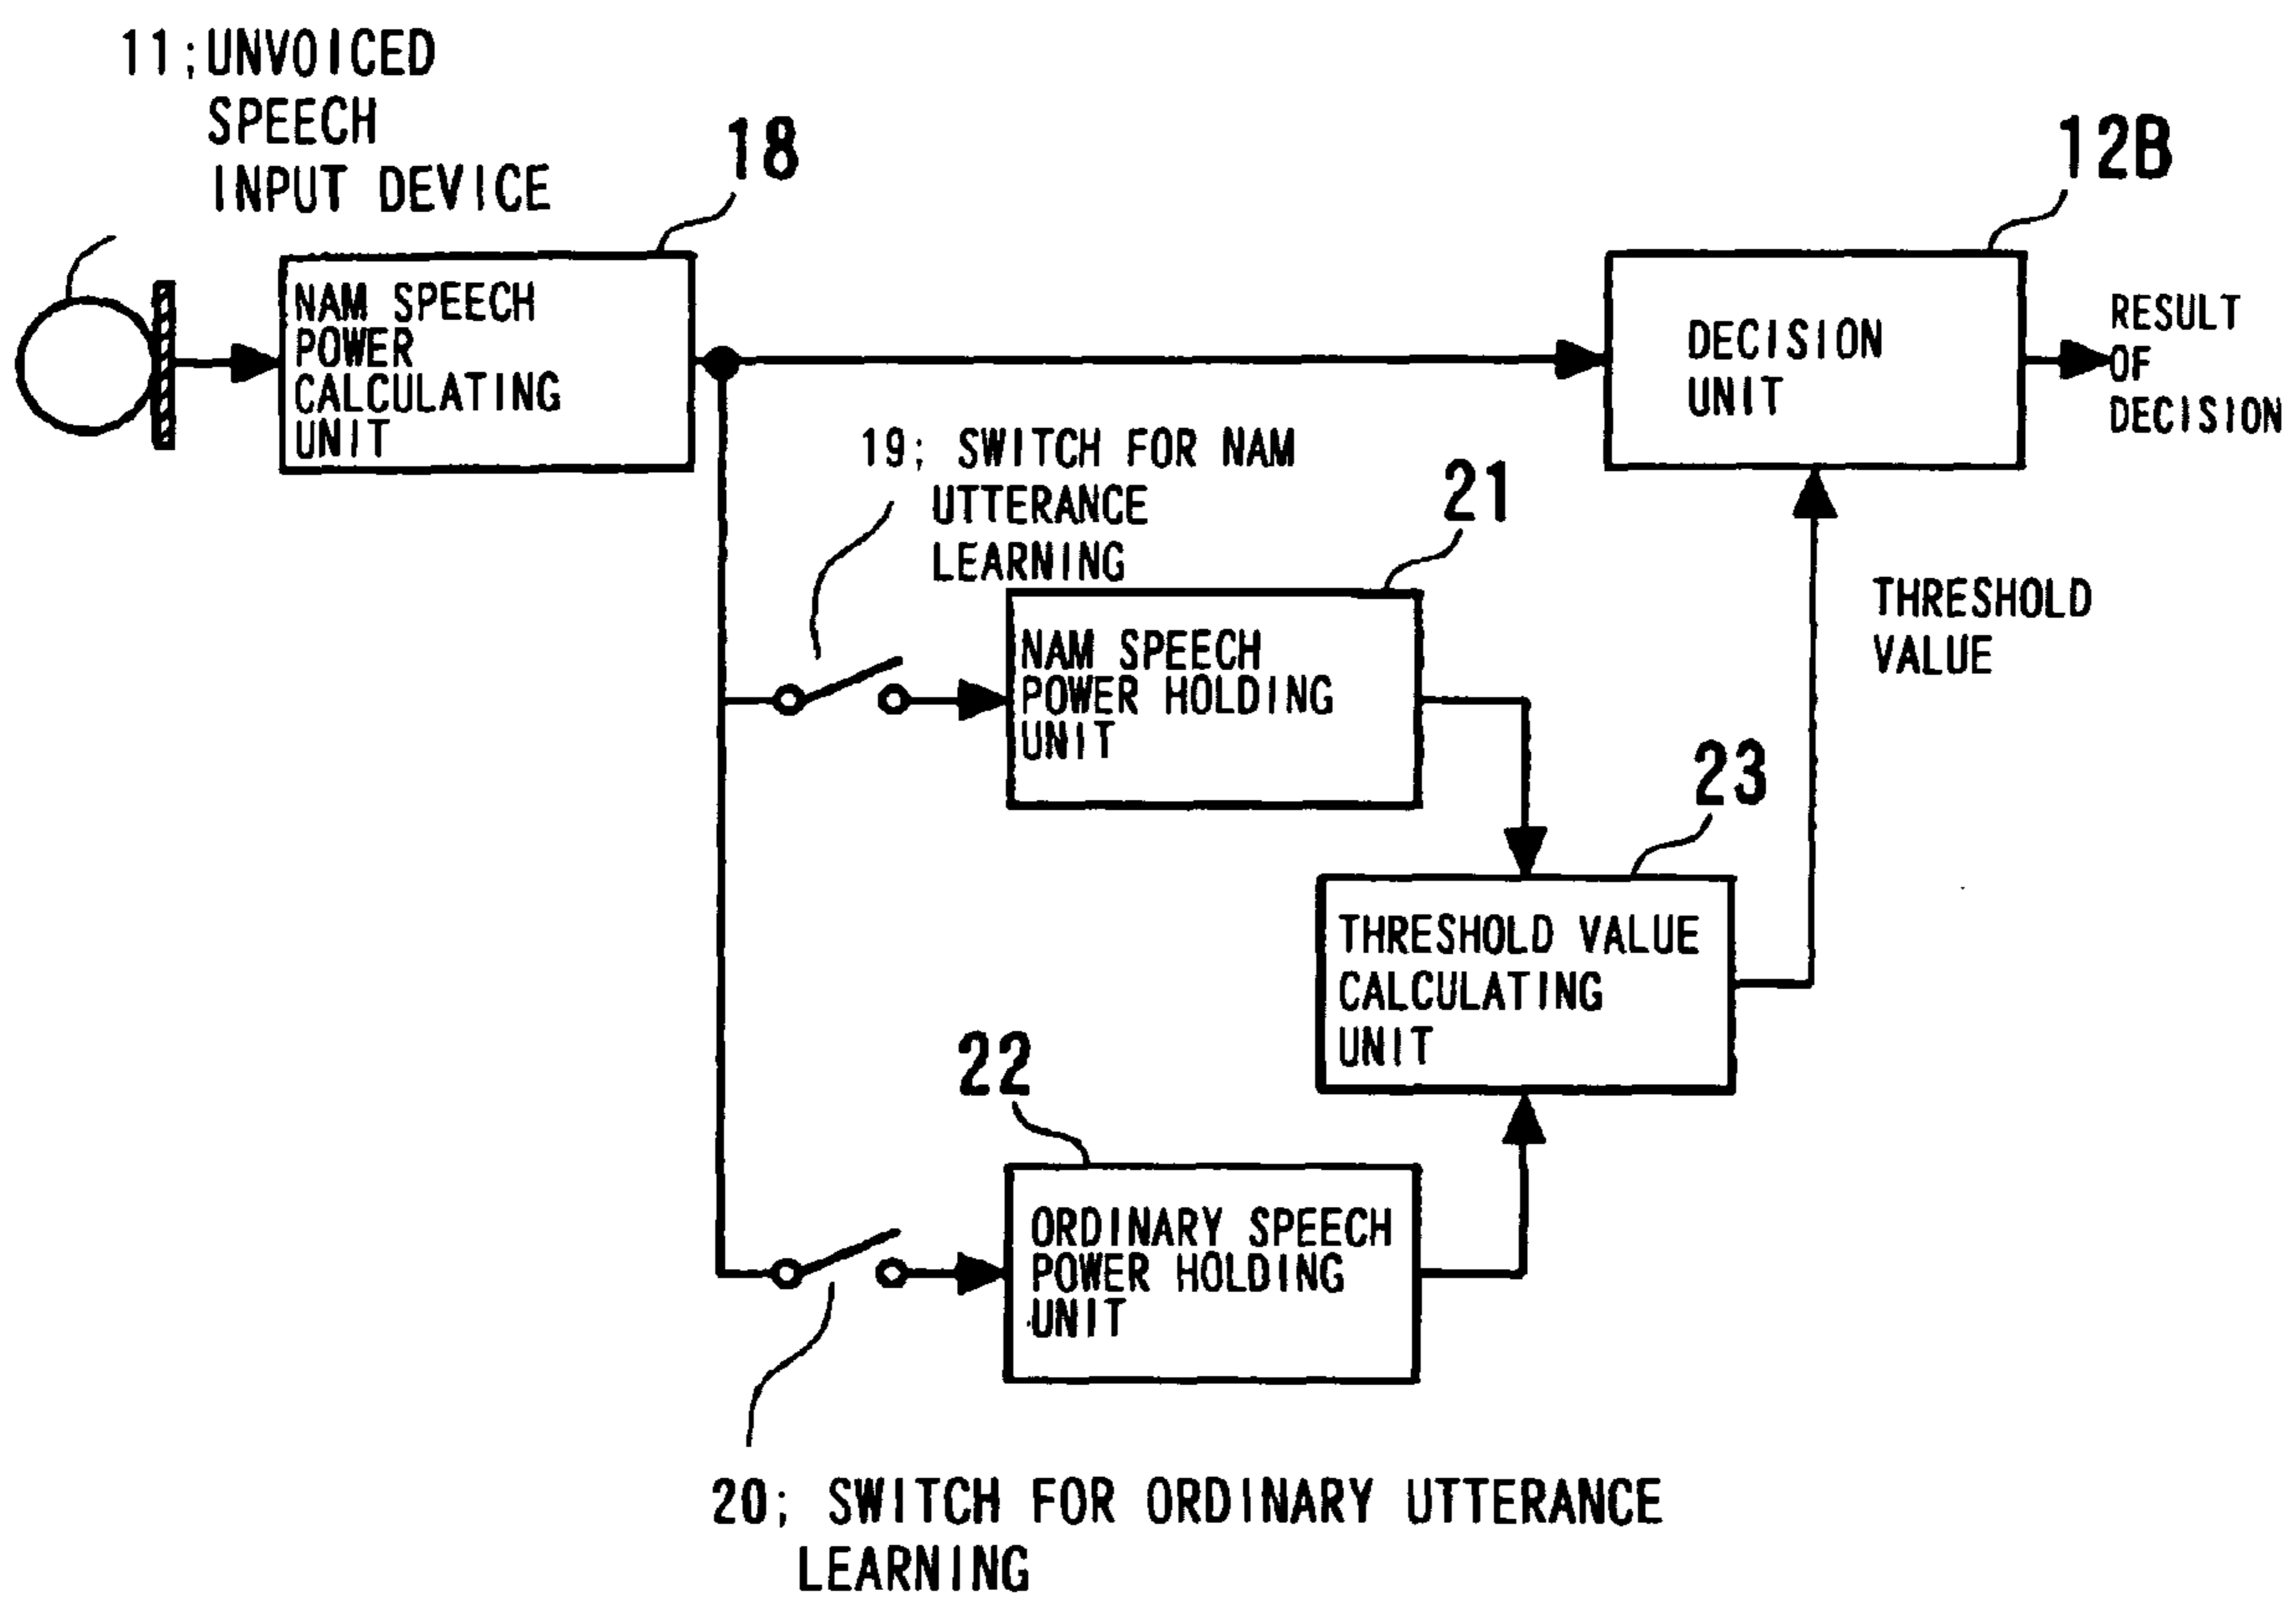 11;UNVOICED
SPEECH
INPUT DEVICE
18
12B
NAM SPEECH
POWER
CALCULATING
UNIT
DECISION
UNIT
RESULT
OF
DECISION
19; SWITCH FOR NAM
UTTERANCE
LEARNING
21
THRESHOLD
VALUE
NAM SPEECH
POWER HOLDING
UNIT
23
THRESHOLD VALUE
CALCULATING
UNIT
22
ORDINARY SPEECH
POWER HOLDING
UNIT
20; SWITCH FOR ORDINARY UTTERANCE
LEARNING